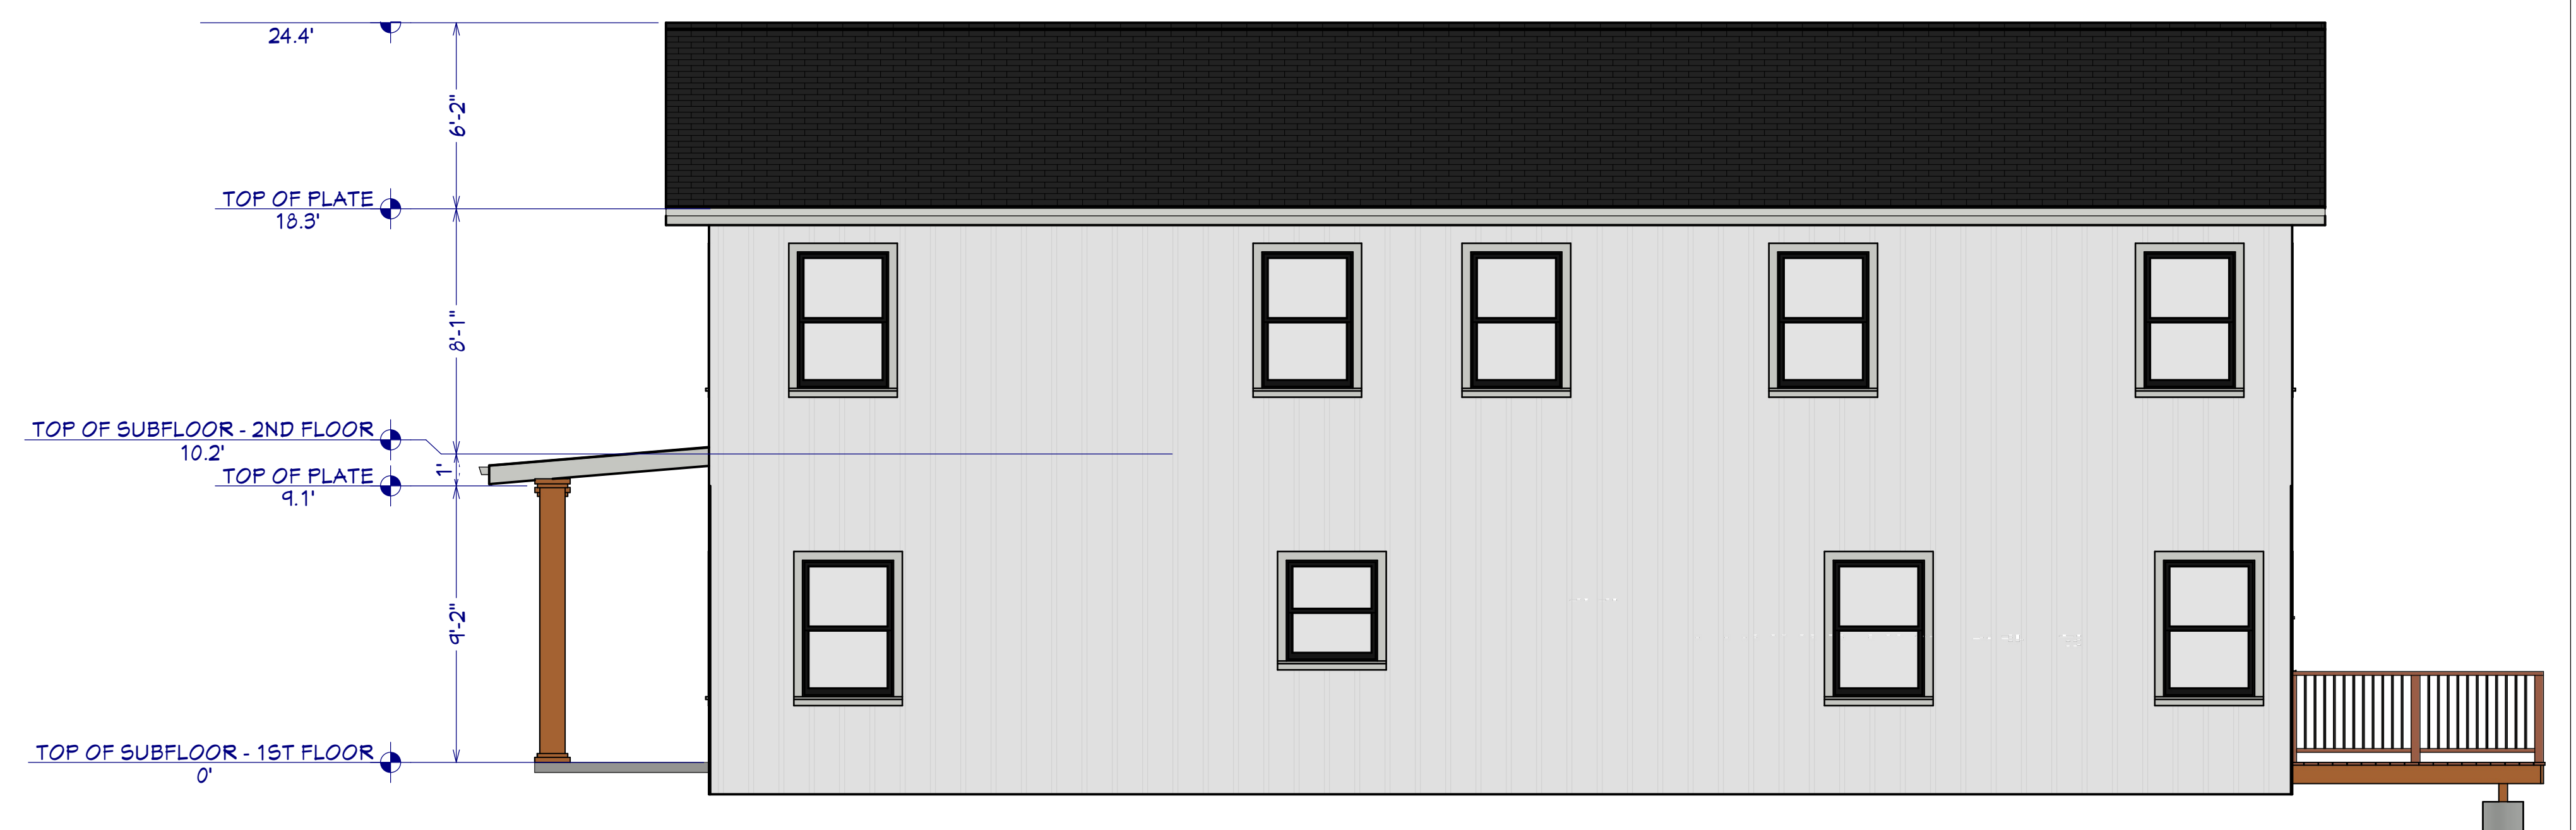 24.4'
6'-2"
TOP OF PLATE
18.3'
8'-1"
TOP OF SUBFLOOR - 2ND FLOOR
10.2'
1'
TOP OF PLATE
9.1'
9'-2"
TOP OF SUBFLOOR - 1ST FLOOR
0'